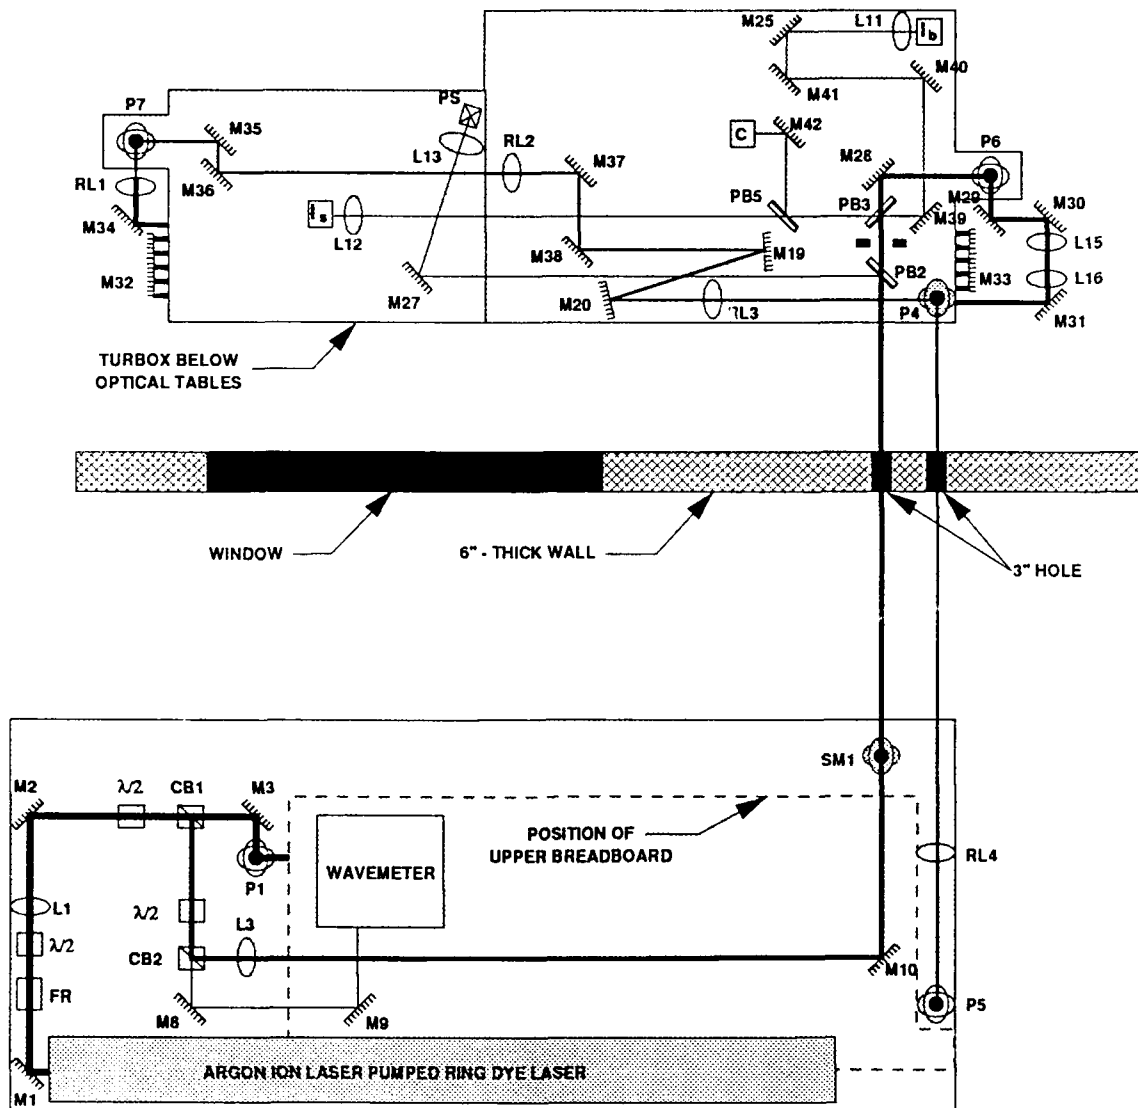 M25
L11
I b
M40
M41
P7
PS
M35
RL2
C
M42
P6
L13
M37
M28
RL1
M36
PB5
PB3
M29
M30
I s
M34
L12
M39
L15
M38
M19
M32
PB2
M33
L16
M27
M20
RL3
P4
M31
TURBOX BELOW
OPTICAL TABLES
WINDOW
6" - THICK WALL
3" HOLE
SM1
M2
λ/2
CB1
M3
POSITION OF
UPPER BREADBOARD
RL4
WAVEMETER
P1
L1
λ/2
L3
λ/2
CB2
M10
FR
P5
M8
M9
ARGON ION LASER PUMPED RING DYE LASER
M1